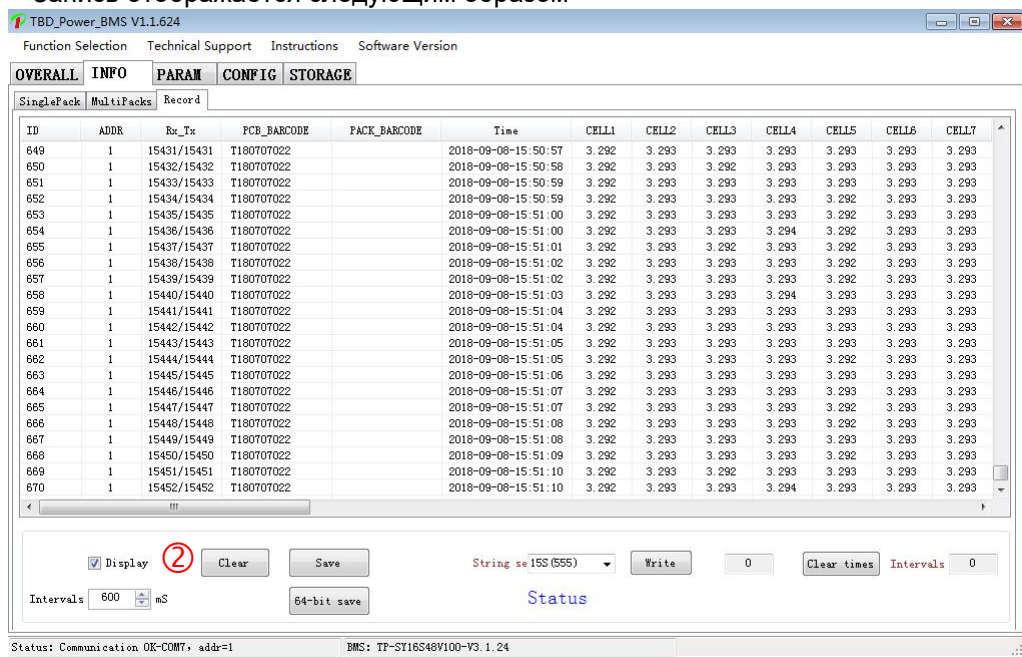 Запись отображается следующим образом
TBD_Power_BMS V1.1.624
Function Selection Technical Support Instructions Software Version
OVERALL INFO PARAM CONFIG STORAGE
SinglePack MultiPacks Record
ID ADDR Rx_Tx PCB_BARCODE PACK_BARCODE Time CELL1 CELL2 CELL3 CELL4 CELL5 CELL6 CELL7
649 1 15431/15431 T180707022 2018-09-08-15:50:57 3.292 3.293 3.293 3.293 3.293 3.293 3.293
650 1 15432/15432 T180707022 2018-09-08-15:50:58 3.292 3.293 3.292 3.293 3.293 3.293 3.293
651 1 15433/15433 T180707022 2018-09-08-15:50:59 3.292 3.293 3.293 3.293 3.293 3.293 3.293
652 1 15434/15434 T180707022 2018-09-08-15:50:59 3.292 3.293 3.293 3.293 3.293 3.293 3.293
653 1 15435/15435 T180707022 2018-09-08-15:51:00 3.292 3.293 3.293 3.293 3.292 3.293 3.293
654 1 15436/15436 T180707022 2018-09-08-15:51:00 3.292 3.293 3.293 3.294 3.293 3.293 3.293
655 1 15437/15437 T180707022 2018-09-08-15:51:01 3.292 3.293 3.292 3.293 3.292 3.293 3.293
656 1 15438/15438 T180707022 2018-09-08-15:51:02 3.292 3.293 3.293 3.293 3.292 3.293 3.293
657 1 15439/15439 T180707022 2018-09-08-15:51:02 3.292 3.293 3.293 3.293 3.293 3.293 3.293
658 1 15440/15440 T180707022 2018-09-08-15:51:03 3.292 3.293 3.293 3.294 3.293 3.293 3.293
659 1 15441/15441 T180707022 2018-09-08-15:51:04 3.292 3.293 3.293 3.293 3.293 3.293 3.293
660 1 15442/15442 T180707022 2018-09-08-15:51:04 3.292 3.293 3.293 3.293 3.293 3.293 3.293
661 1 15443/15443 T180707022 2018-09-08-15:51:05 3.292 3.293 3.293 3.293 3.293 3.293 3.293
662 1 15444/15444 T180707022 2018-09-08-15:51:05 3.292 3.293 3.293 3.293 3.292 3.293 3.293
663 1 15445/15445 T180707022 2018-09-08-15:51:06 3.292 3.293 3.293 3.293 3.293 3.293 3.293
664 1 15446/15446 T180707022 2018-09-08-15:51:07 3.292 3.293 3.293 3.293 3.293 3.293 3.293
665 1 15447/15447 T180707022 2018-09-08-15:51:07 3.292 3.293 3.293 3.293 3.292 3.293 3.293
666 1 15448/15448 T180707022 2018-09-08-15:51:08 3.292 3.293 3.293 3.293 3.292 3.293 3.293
667 1 15449/15449 T180707022 2018-09-08-15:51:08 3.292 3.293 3.293 3.293 3.293 3.293 3.293
668 1 15450/15450 T180707022 2018-09-08-15:51:09 3.292 3.293 3.293 3.293 3.292 3.293 3.293
669 1 15451/15451 T180707022 2018-09-08-15:51:10 3.292 3.293 3.292 3.293 3.293 3.293 3.293
670 1 15452/15452 T180707022 2018-09-08-15:51:10 3.292 3.293 3.293 3.294 3.293 3.293 3.293
Display ② Clear Save String se 15S(555) Write 0 Clear times Intervals 0
Intervals 600 mS 64-bit save Status
Status: Communication OK-COM7, addr=1 BMS: TP-SY16S48V100-V3.1.24